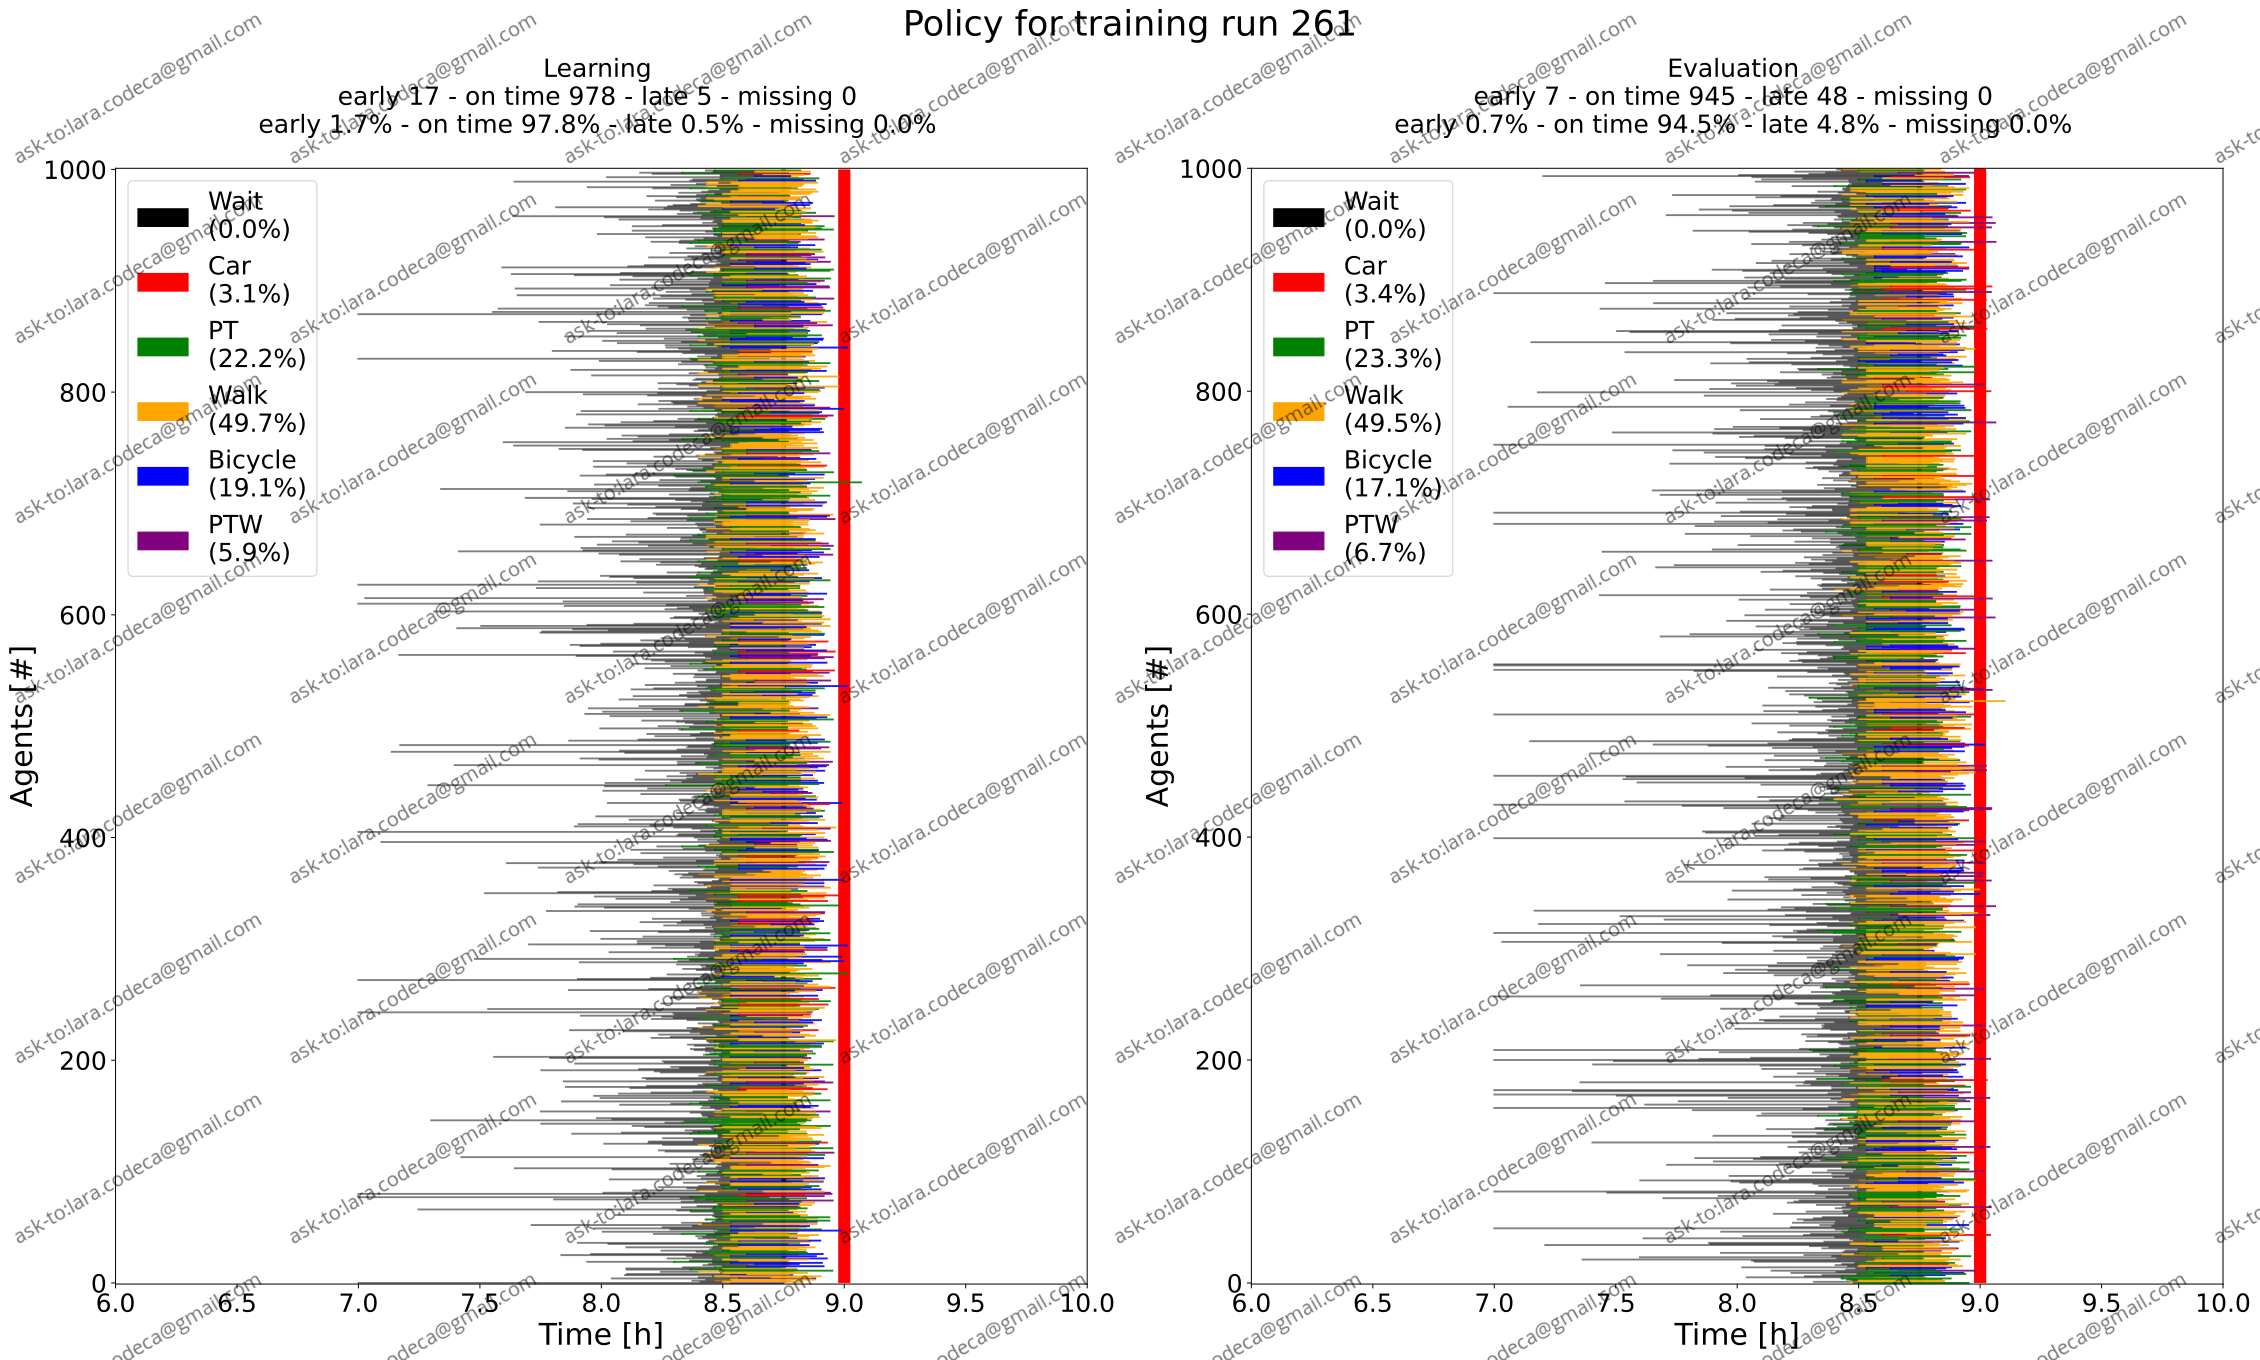 Policy for training run 261
Learning
early 17 - on time 978 - late 5 - missing 0
early 1.7% - on time 97.8% - late 0.5% - missing 0.0%
1000
800
600
400
200
0
Agents [#]
Wait
(0.0%)
Car
(3.1%)
PT
(22.2%)
Walk
(49.7%)
Bicycle
(19.1%)
PTW
(5.9%)
6.0 6.5 7.0 7.5 8.0 8.5 9.0 9.5 10.0
Time [h]
Evaluation
early 7 - on time 945 - late 48 - missing 0
early 0.7% - on time 94.5% - late 4.8% - missing 0.0%
1000
800
600
400
200
0
Agents [#]
Wait
(0.0%)
Car
(3.4%)
PT
(23.3%)
Walk
(49.5%)
Bicycle
(17.1%)
PTW
(6.7%)
6.0 6.5 7.0 7.5 8.0 8.5 9.0 9.5 10.0
Time [h]
ask-to:lara.codeca@gmail.com